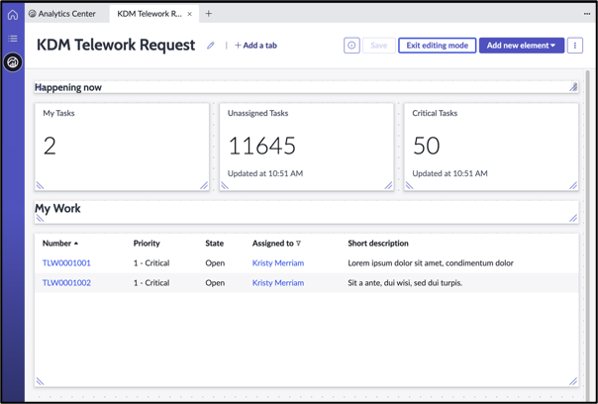 Analytics Center
KDM Telework R...
KDM Telework Request
+ Add a tab
Save
Exit editing mode
Add new element
Happening now
My Tasks
2
Unassigned Tasks
11645
Updated at 10:51 AM
Critical Tasks
50
Updated at 10:51 AM
My Work
Number Priority State Assigned to Short description
TLW0001001 1 - Critical Open Kristy Merriam Lorem ipsum dolor sit amet, condimentum dolor
TLW0001002 1 - Critical Open Kristy Merriam Sit a ante, dui wisi, sed dui turpis.